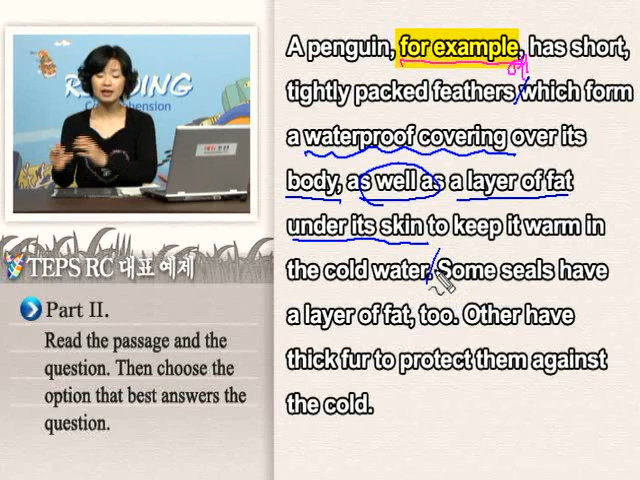 READING
Comprehension
TEPS RC 대표예제
Part II.
Read the passage and the
question. Then choose the
option that best answers the
question.
A penguin, for example, has short,
예
tightly packed feathers which form
a waterproof covering over its
body, as well as a layer of fat
under its skin to keep it warm in
the cold water. Some seals have
a layer of fat, too. Other have
thick fur to protect them against
the cold.